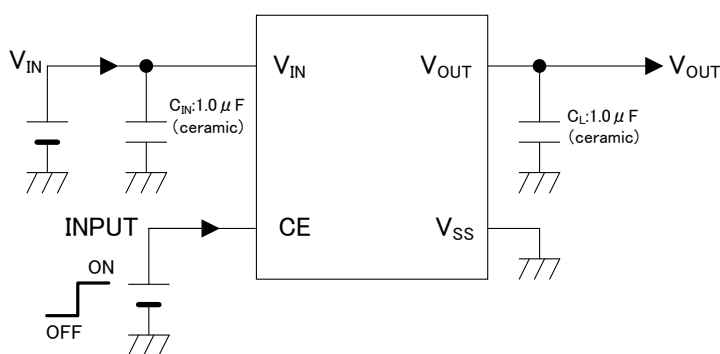 VIN
VIN
VOUT
VOUT
CIN:1.0μF
(ceramic)
CL:1.0μF
(ceramic)
INPUT
CE
VSS
ON
OFF